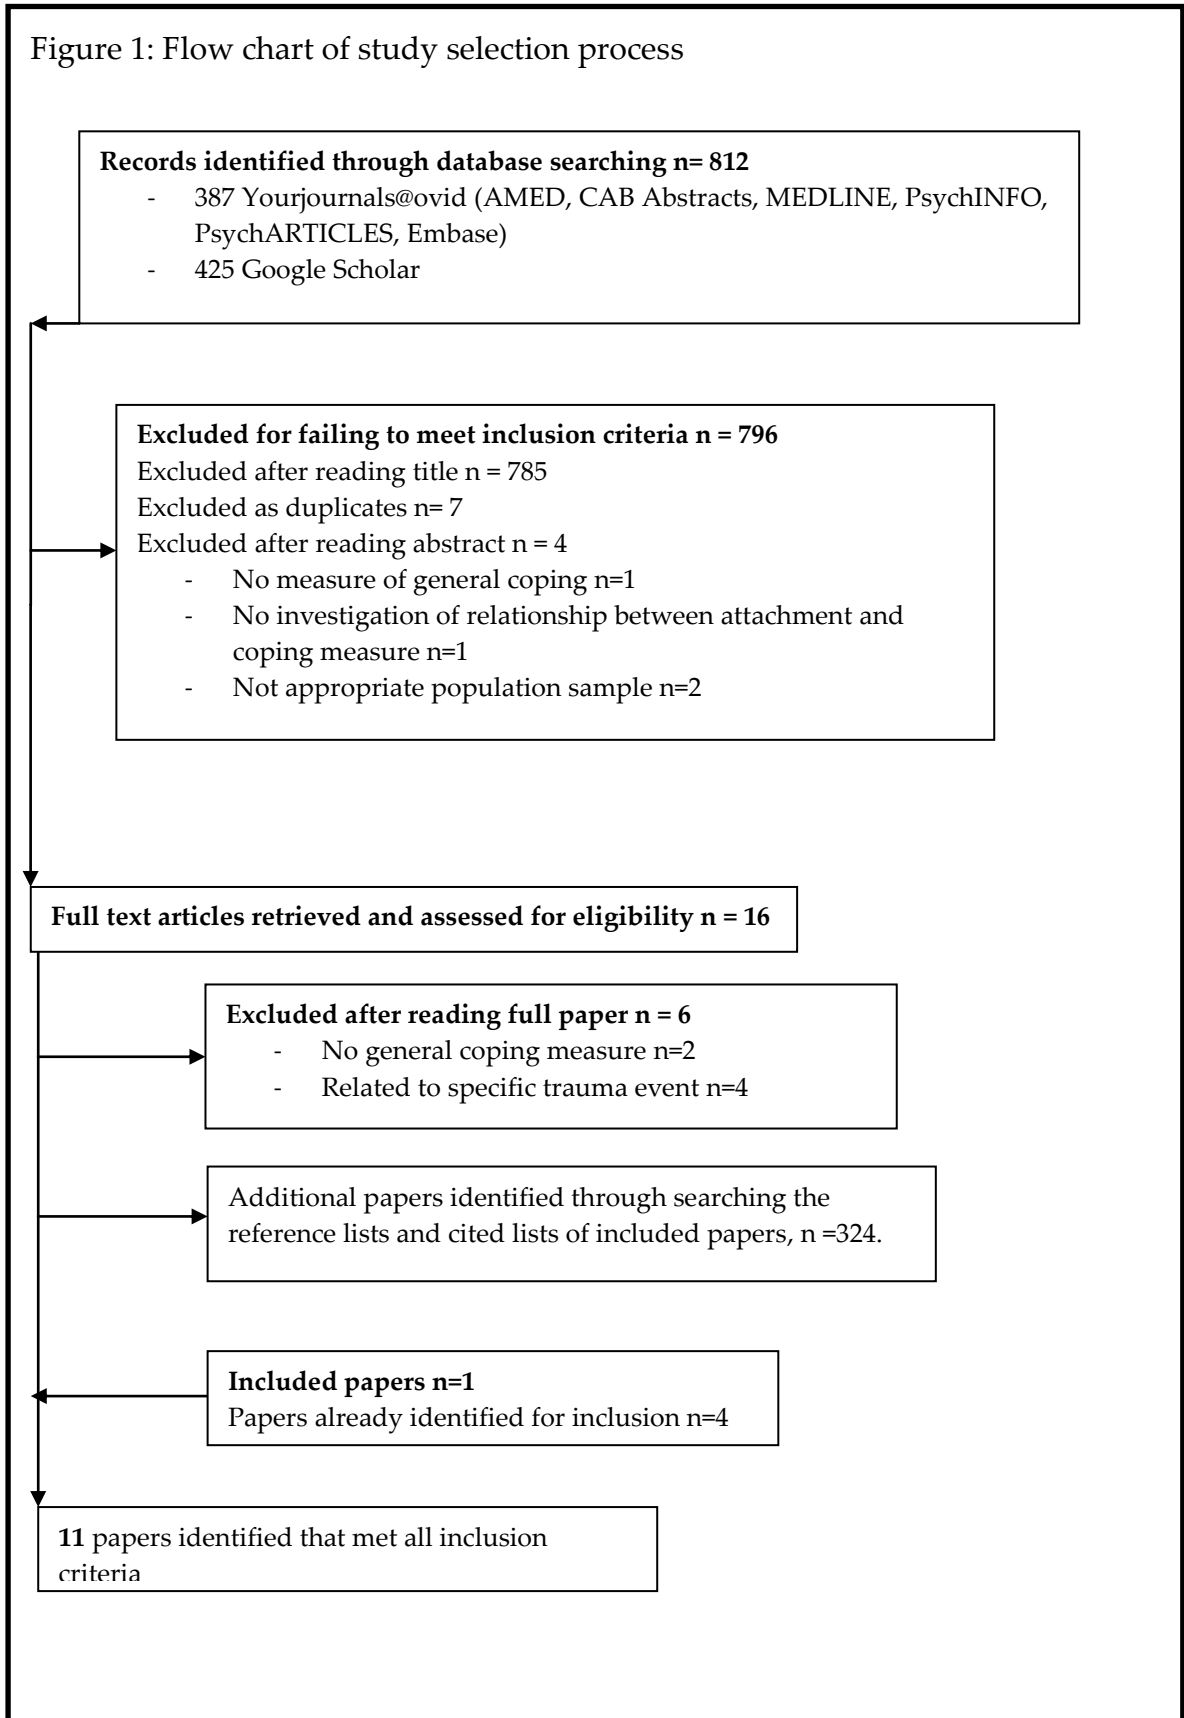 Figure 1: Flow chart of study selection process
Records identified through database searching n= 812
- 387 Yourjournals@ovid (AMED, CAB Abstracts, MEDLINE, PsychINFO,
PsychARTICLES, Embase)
- 425 Google Scholar
Excluded for failing to meet inclusion criteria n = 796
Excluded after reading title n = 785
Excluded as duplicates n= 7
Excluded after reading abstract n = 4
- No measure of general coping n=1
- No investigation of relationship between attachment and
coping measure n=1
- Not appropriate population sample n=2
Full text articles retrieved and assessed for eligibility n = 16
Excluded after reading full paper n = 6
- No general coping measure n=2
- Related to specific trauma event n=4
Additional papers identified through searching the
reference lists and cited lists of included papers, n =324.
Included papers n=1
Papers already identified for inclusion n=4
11 papers identified that met all inclusion
criteria